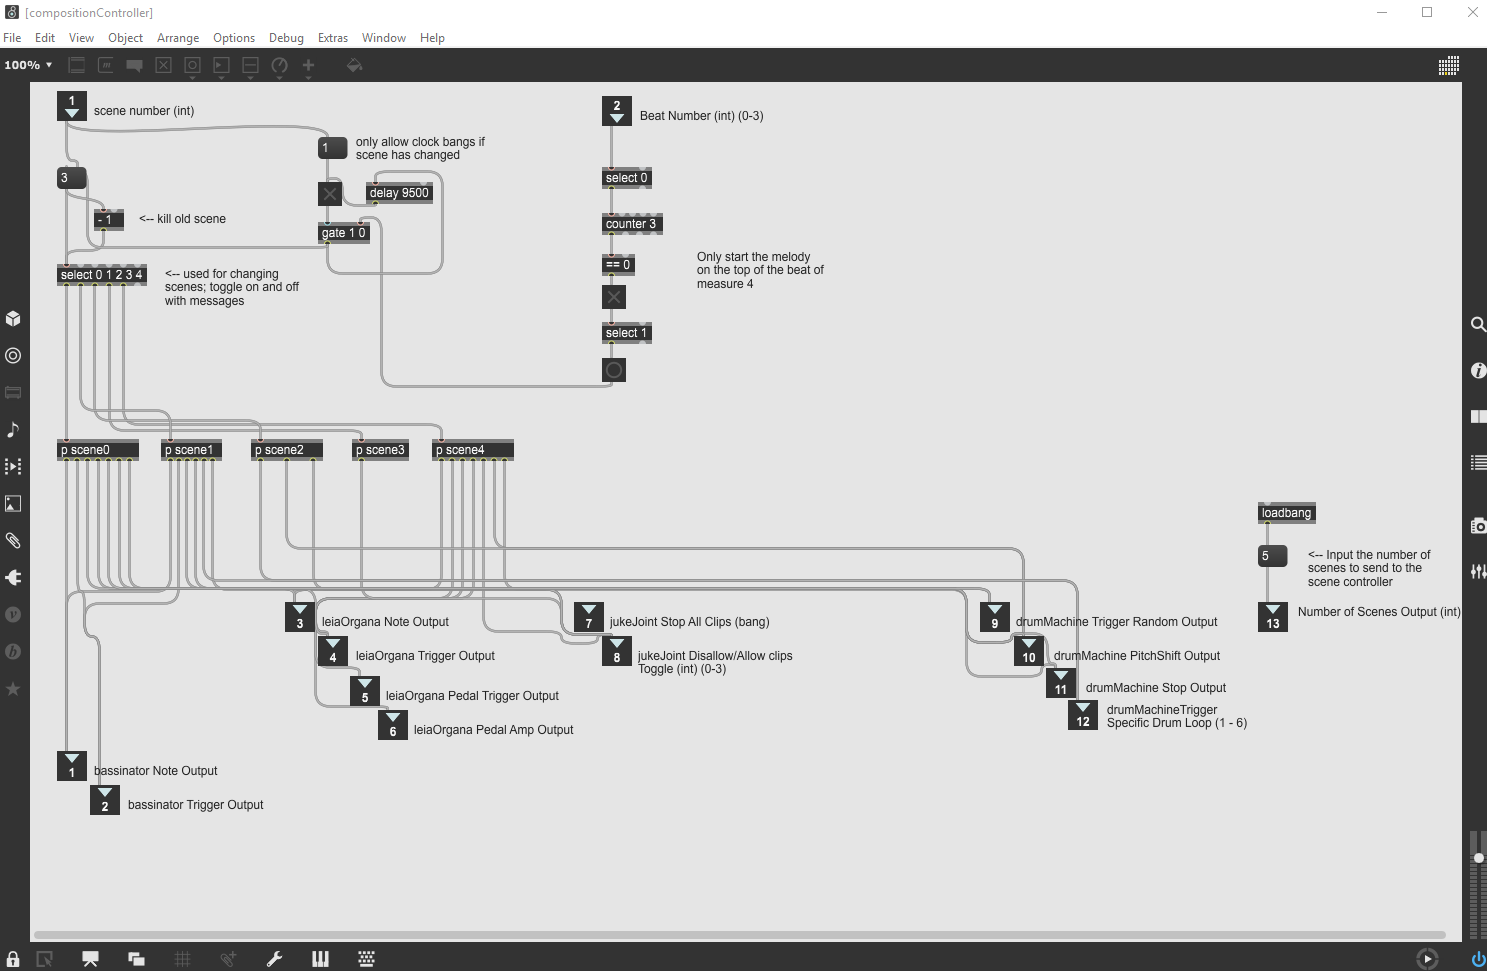 [compositionController]
File Edit View Object Arrange Options Debug Extras Window Help
100%
1
scene number (int)
2
Beat Number (int) (0-3)
1
only allow clock bangs if
scene has changed
3
select 0
delay 9500
- 1
<-- kill old scene
counter 3
gate 1 0
Only start the melody
on the top of the beat of
measure 4
== 0
select 0 1 2 3 4
<-- used for changing
scenes; toggle on and off
with messages
select 1
p scene0
p scene1
p scene2
p scene3
p scene4
loadbang
5
<-- Input the number of
scenes to send to the
scene controller
13
Number of Scenes Output (int)
3
leiaOrgana Note Output
7
jukeJoint Stop All Clips (bang)
9
drumMachine Trigger Random Output
4
leiaOrgana Trigger Output
8
jukeJoint Disallow/Allow clips
Toggle (int) (0-3)
10
drumMachine PitchShift Output
5
leiaOrgana Pedal Trigger Output
11
drumMachine Stop Output
6
leiaOrgana Pedal Amp Output
12
drumMachineTrigger
Specific Drum Loop (1 - 6)
1
bassinator Note Output
2
bassinator Trigger Output